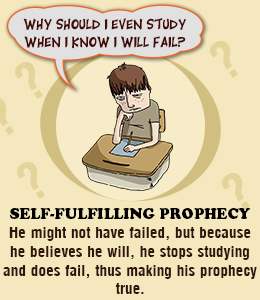 WHY SHOULD I EVEN STUDY
WHEN I KNOW I WILL FAIL?
?
?
?
?
?
SELF-FULFILLING PROPHECY
He might not have failed, but because
he believes he will, he stops studying
and does fail, thus making his prophecy
true.